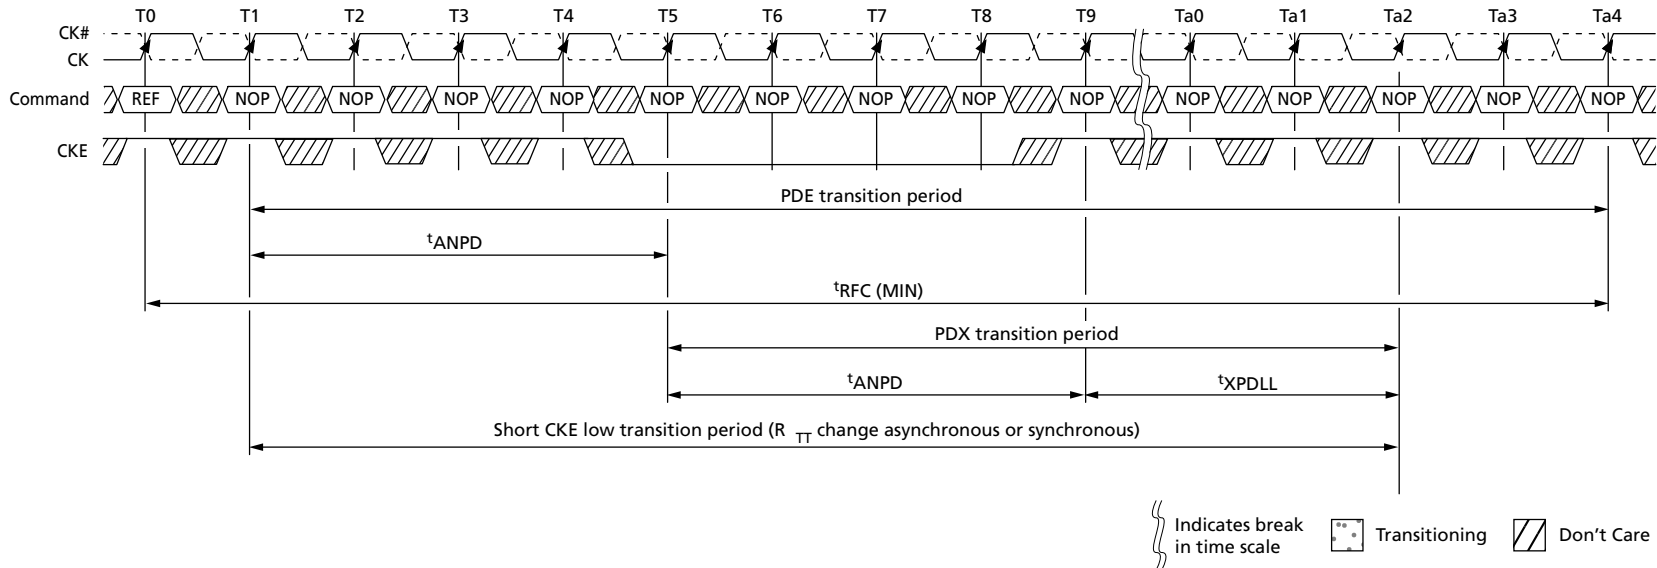 T0 T1 T2 T3 T4 T5 T6 T7 T8 T9 Ta0 Ta1 Ta2 Ta3 Ta4
CK#
CK
Command REF NOP NOP NOP NOP NOP NOP NOP NOP NOP NOP NOP NOP NOP NOP
CKE
PDE transition period
tANPD
tRFC (MIN)
PDX transition period
tANPD tXPDLL
Short CKE low transition period (R TT change asynchronous or synchronous)
Indicates break
in time scale
Transitioning
Don't Care